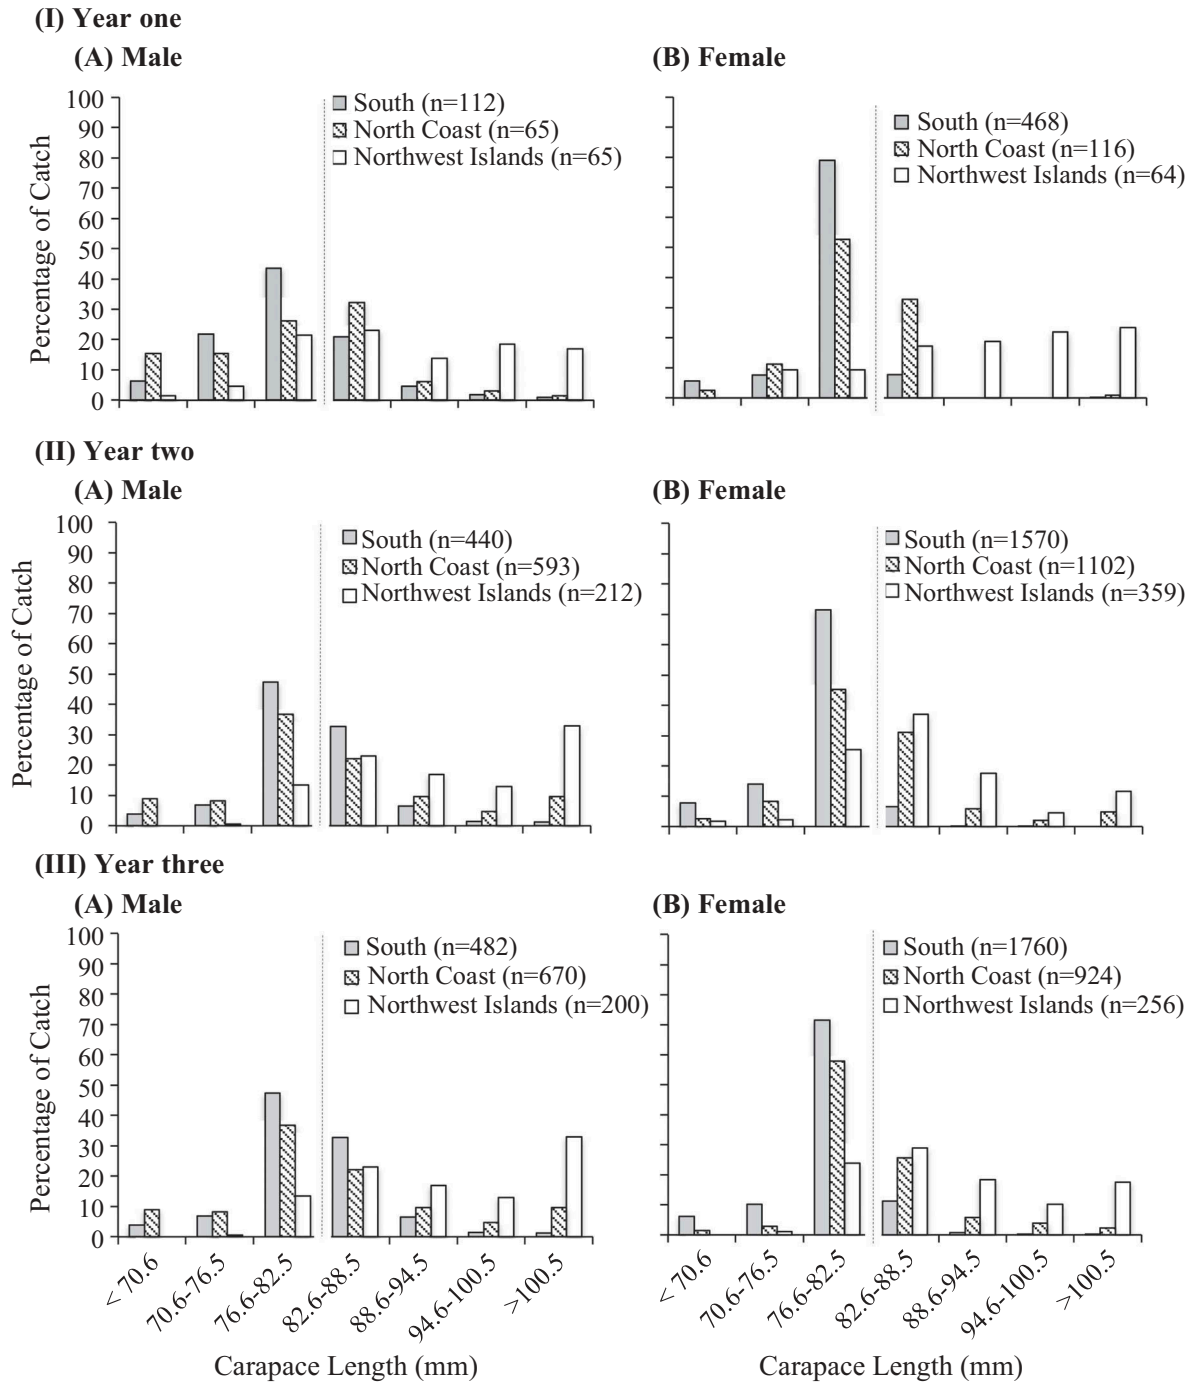 (I) Year one
(A) Male
(B) Female
100
90
80
70
60
50
40
30
20
10
0
Percentage of Catch
South (n=112)
North Coast (n=65)
Northwest Islands (n=65)
South (n=468)
North Coast (n=116)
Northwest Islands (n=64)
(II) Year two
(A) Male
(B) Female
100
90
80
70
60
50
40
30
20
10
0
Percentage of Catch
South (n=440)
North Coast (n=593)
Northwest Islands (n=212)
South (n=1570)
North Coast (n=1102)
Northwest Islands (n=359)
(III) Year three
(A) Male
(B) Female
100
90
80
70
60
50
40
30
20
10
0
Percentage of Catch
South (n=482)
North Coast (n=670)
Northwest Islands (n=200)
South (n=1760)
North Coast (n=924)
Northwest Islands (n=256)
< 70.6
70.6-76.5
76.6-82.5
82.6-88.5
88.6-94.5
94.6-100.5
>100.5
Carapace Length (mm)
< 70.6
70.6-76.5
76.6-82.5
82.6-88.5
88.6-94.5
94.6-100.5
>100.5
Carapace Length (mm)